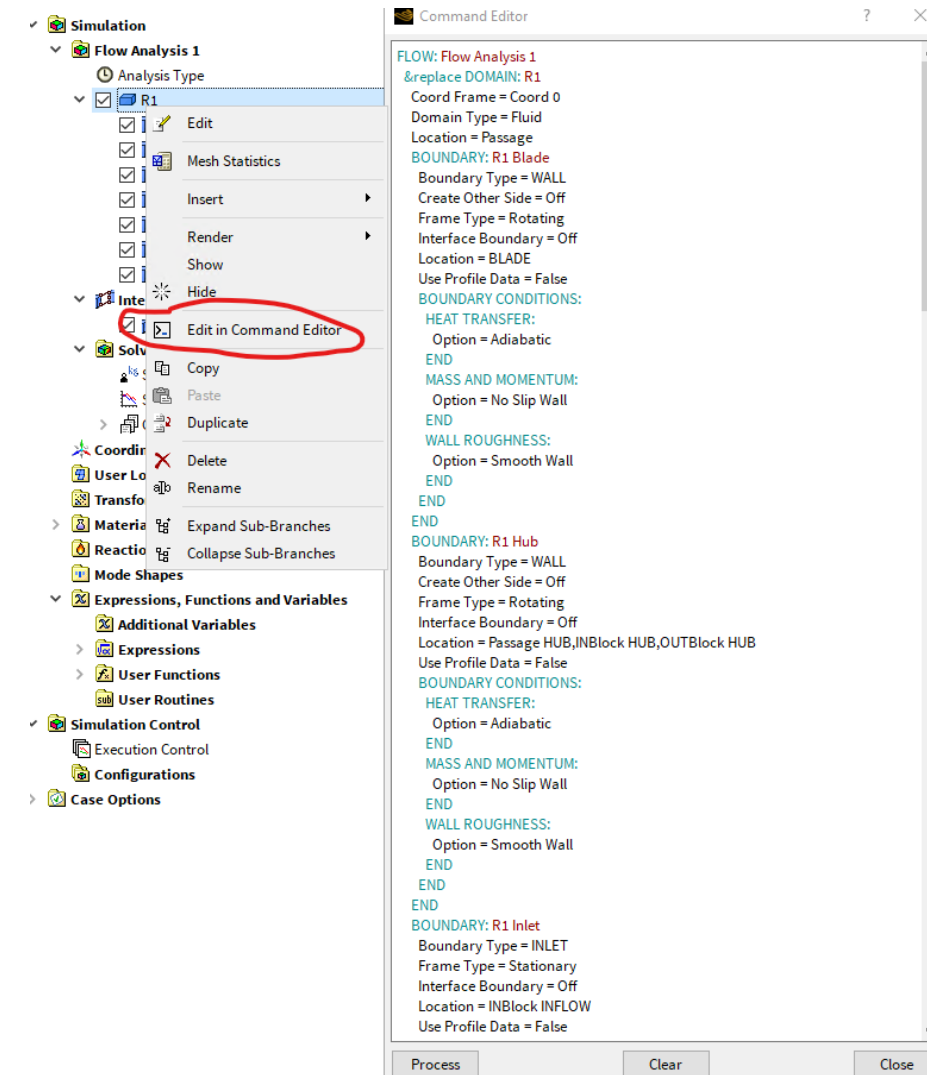 Simulation
Flow Analysis 1
Analysis Type
R1
Edit
Mesh Statistics
Insert
Render
Show
Hide
Inte
Edit in Command Editor
Solv
Copy
Paste
Duplicate
Coordin
Delete
User Lo
Rename
Transfo
Materia
Expand Sub-Branches
Reactio
Collapse Sub-Branches
Mode Shapes
Expressions, Functions and Variables
Additional Variables
Expressions
User Functions
User Routines
Simulation Control
Execution Control
Configurations
Case Options
Command Editor
FLOW: Flow Analysis 1
&replace DOMAIN: R1
Coord Frame = Coord 0
Domain Type = Fluid
Location = Passage
BOUNDARY: R1 Blade
Boundary Type = WALL
Create Other Side = Off
Frame Type = Rotating
Interface Boundary = Off
Location = BLADE
Use Profile Data = False
BOUNDARY CONDITIONS:
HEAT TRANSFER:
Option = Adiabatic
END
MASS AND MOMENTUM:
Option = No Slip Wall
END
WALL ROUGHNESS:
Option = Smooth Wall
END
END
END
BOUNDARY: R1 Hub
Boundary Type = WALL
Create Other Side = Off
Frame Type = Rotating
Interface Boundary = Off
Location = Passage HUB,INBlock HUB,OUTBlock HUB
Use Profile Data = False
BOUNDARY CONDITIONS:
HEAT TRANSFER:
Option = Adiabatic
END
MASS AND MOMENTUM:
Option = No Slip Wall
END
WALL ROUGHNESS:
Option = Smooth Wall
END
END
END
BOUNDARY: R1 Inlet
Boundary Type = INLET
Frame Type = Stationary
Interface Boundary = Off
Location = INBlock INFLOW
Use Profile Data = False
Process
Clear
Close